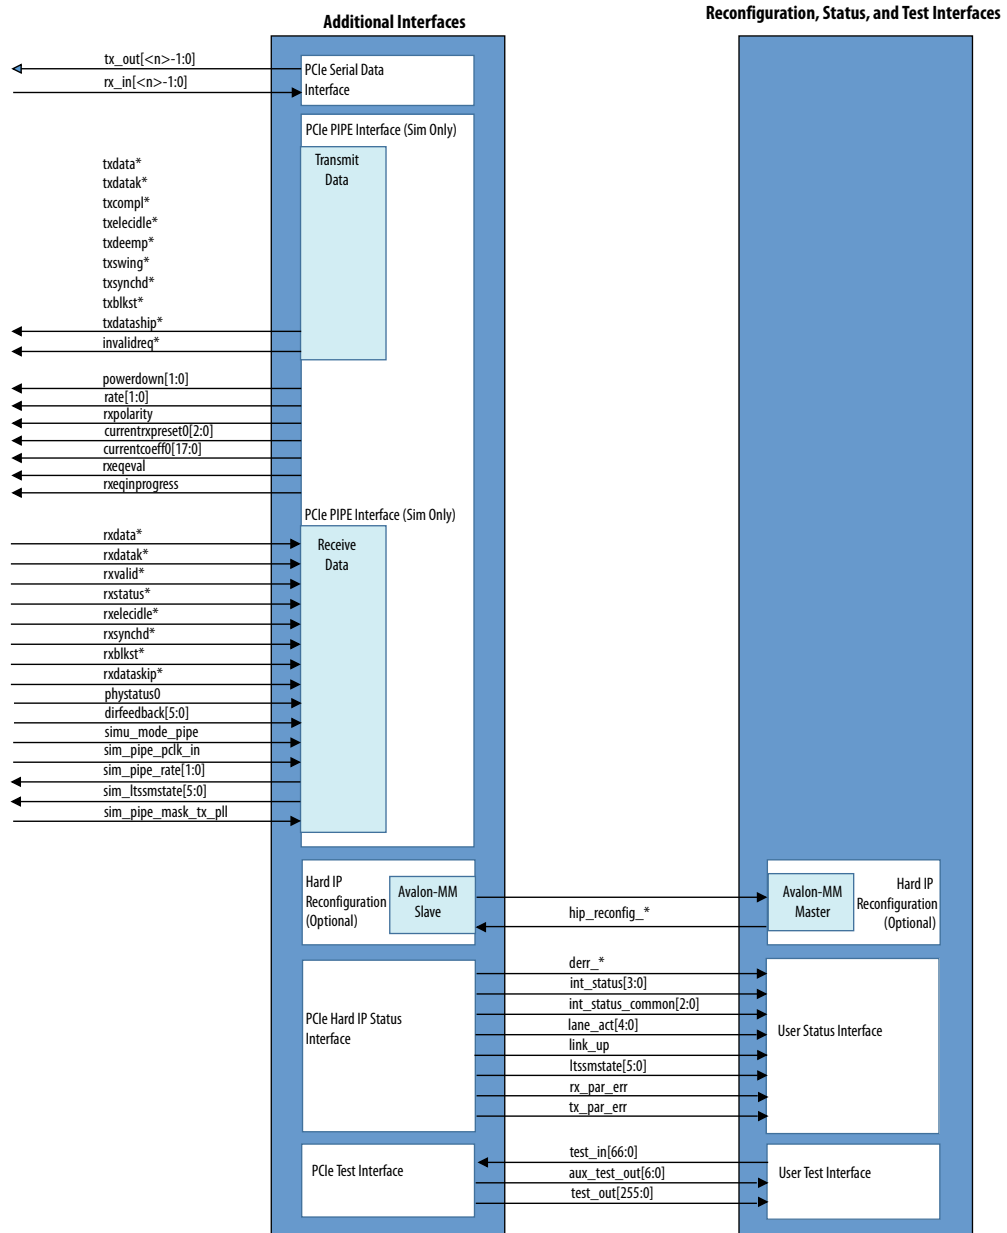 Additional Interfaces
Reconfiguration, Status, and Test Interfaces
tx_out[<n>-1:0]
rx_in[<n>-1:0]
PCIe Serial Data
Interface
PCIe PIPE Interface (Sim Only)
Transmit
Data
txdata*
txdatak*
txcompl*
txelecidle*
txdeemp*
txswing*
txsynchd*
txblkst*
txdataship*
invalidreq*
powerdown[1:0]
rate[1:0]
rxpolarity
currentrxpreset0[2:0]
currentcoeff0[17:0]
rxeqeval
rxeqinprogress
PCIe PIPE Interface (Sim Only)
Receive
Data
rxdata*
rxdatak*
rxvalid*
rxstatus*
rxelecidle*
rxsynchd*
rxblkst*
rxdataskip*
phystatus0
dirfeedback[5:0]
simu_mode_pipe
sim_pipe_pclk_in
sim_pipe_rate[1:0]
sim_ltssmstate[5:0]
sim_pipe_mask_tx_pll
Hard IP
Reconfiguration
(Optional)
Avalon-MM
Slave
hip_reconfig_*
Avalon-MM
Master
Hard IP
Reconfiguration
(Optional)
PCIe Hard IP Status
Interface
derr_*
int_status[3:0]
int_status_common[2:0]
lane_act[4:0]
link_up
ltssmstate[5:0]
rx_par_err
tx_par_err
User Status Interface
PCIe Test Interface
test_in[66:0]
aux_test_out[6:0]
test_out[255:0]
User Test Interface